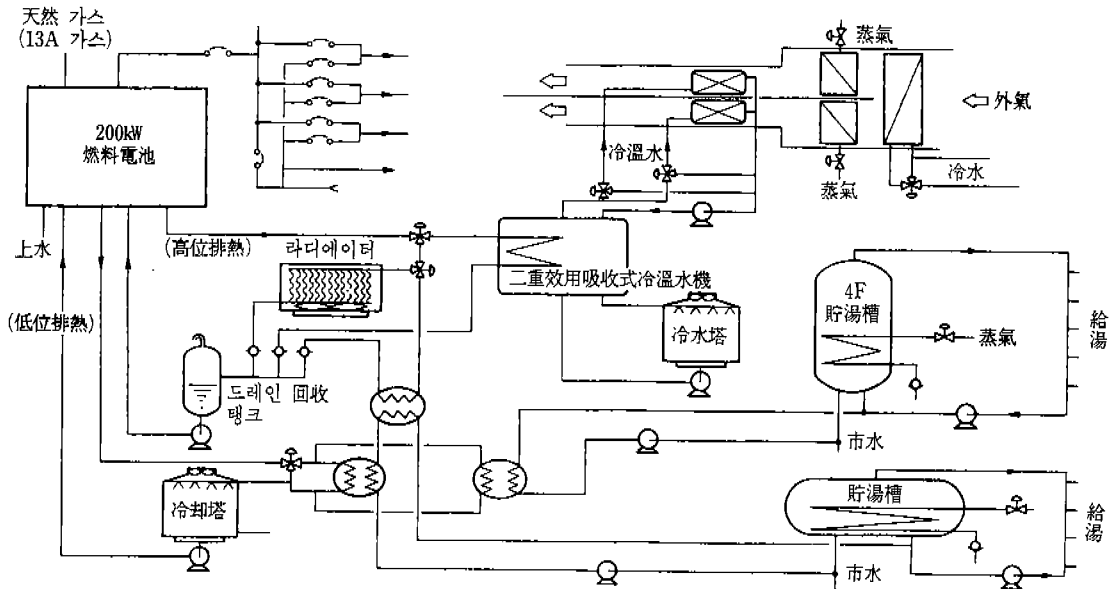 天然 가스
(13A 가스)
200kW
燃料電池
上水
(高位排熱)
라디에이터
(低位排熱)
드레인 回收
탱크
冷却塔
冷溫水
蒸氣
蒸氣
外氣
冷水
二重效用吸收式冷溫水機
冷水塔
4F
貯湯槽
蒸氣
給湯
市水
貯湯槽
給湯
市水